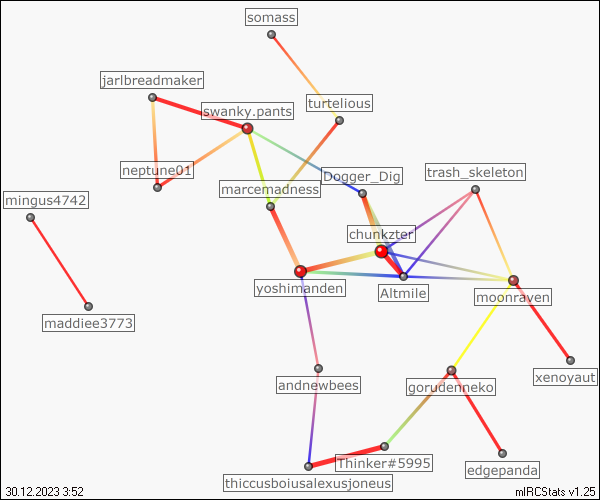 somass
jarlbreadmaker
turtelious
swanky.pants
neptune01
Dogger_Dig
trash_skeleton
marcemadness
mingus4742
chunkzter
yoshimanden
Altmile
moonraven
maddiee3773
andnewbees
gorudenneko
xenoyaut
Thinker#5995
edgepanda
thiccusboiusalexusjoneus
30.12.2023 3:52
mIRCStats v1.25